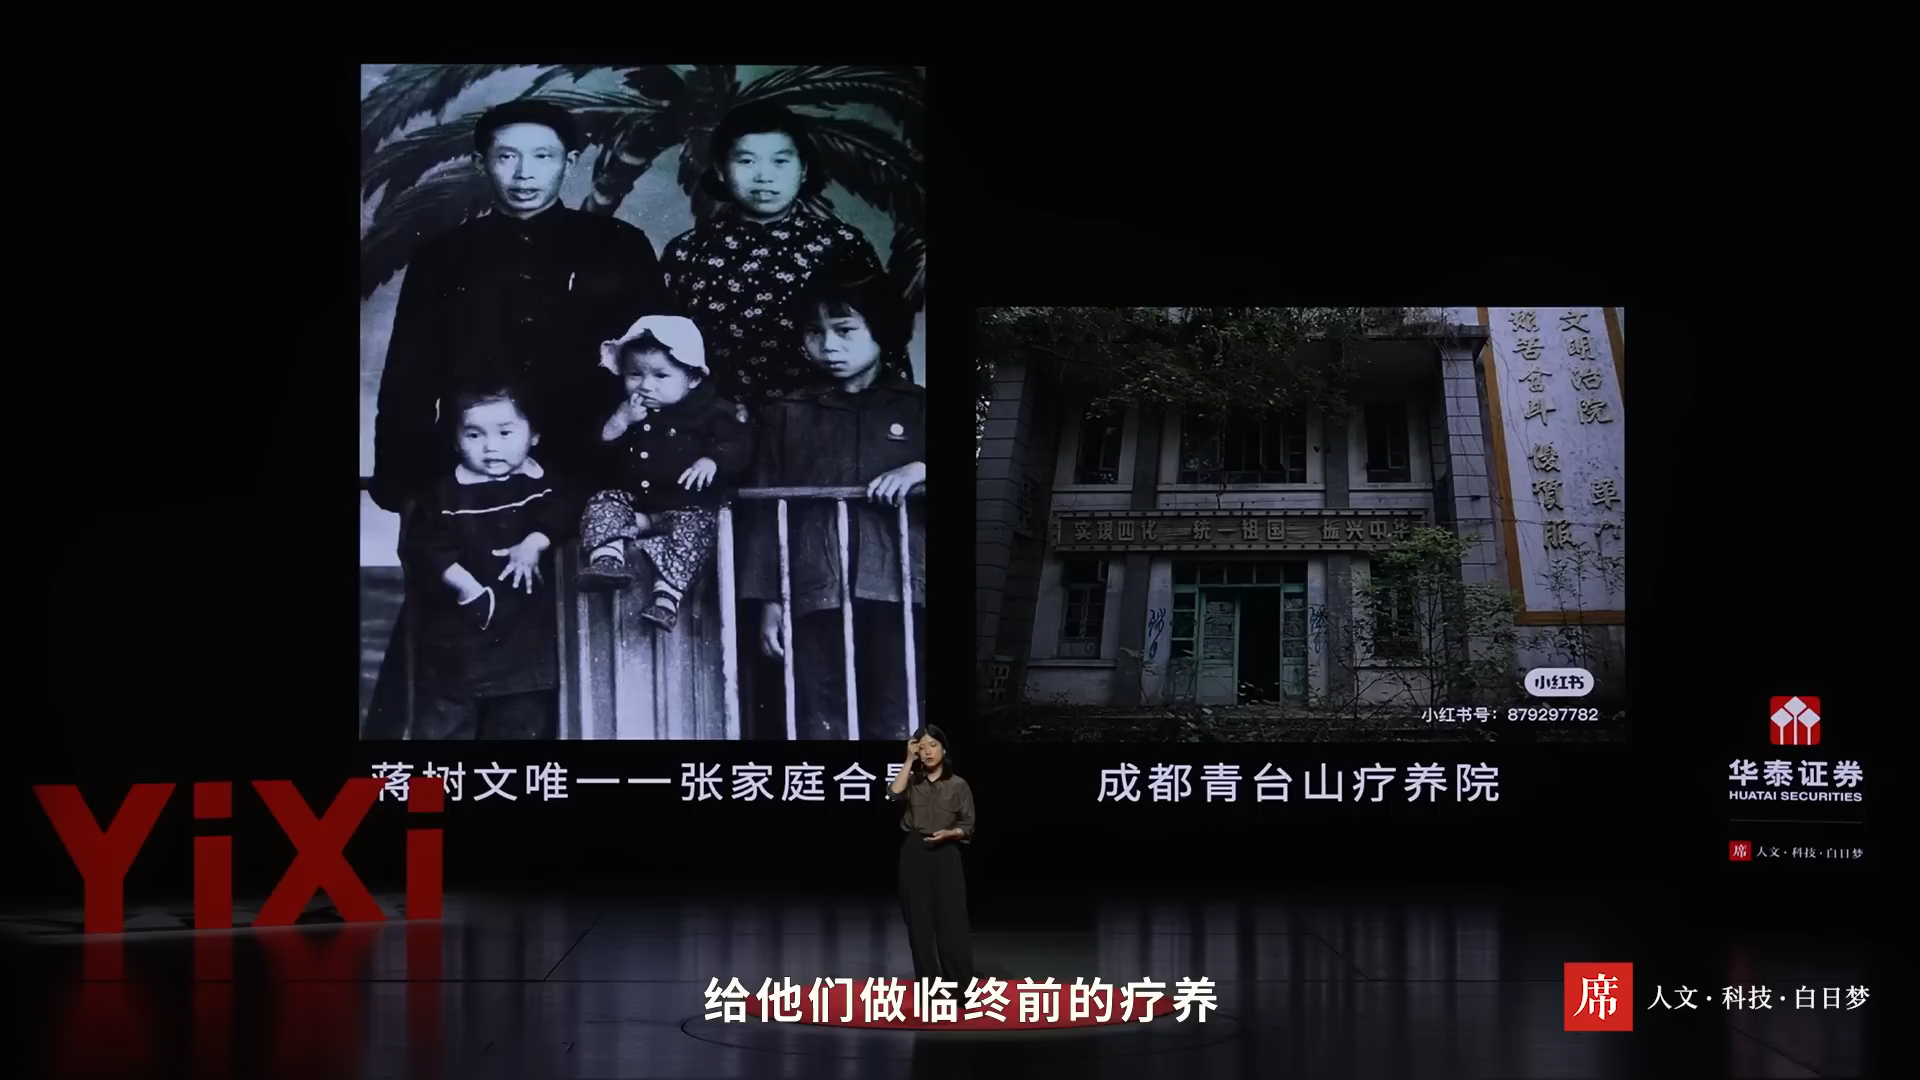 文明治院
艰苦奋斗 优质服
实现四化 统一祖国 振兴中华
小红书
小红书号：879297782
蒋树文唯一一张家庭合影
成都青台山疗养院
YiXi
华泰证券
HUATAI SECURITIES
席 人文·科技·白日梦
给他们做临终前的疗养
席 人文·科技·白日梦